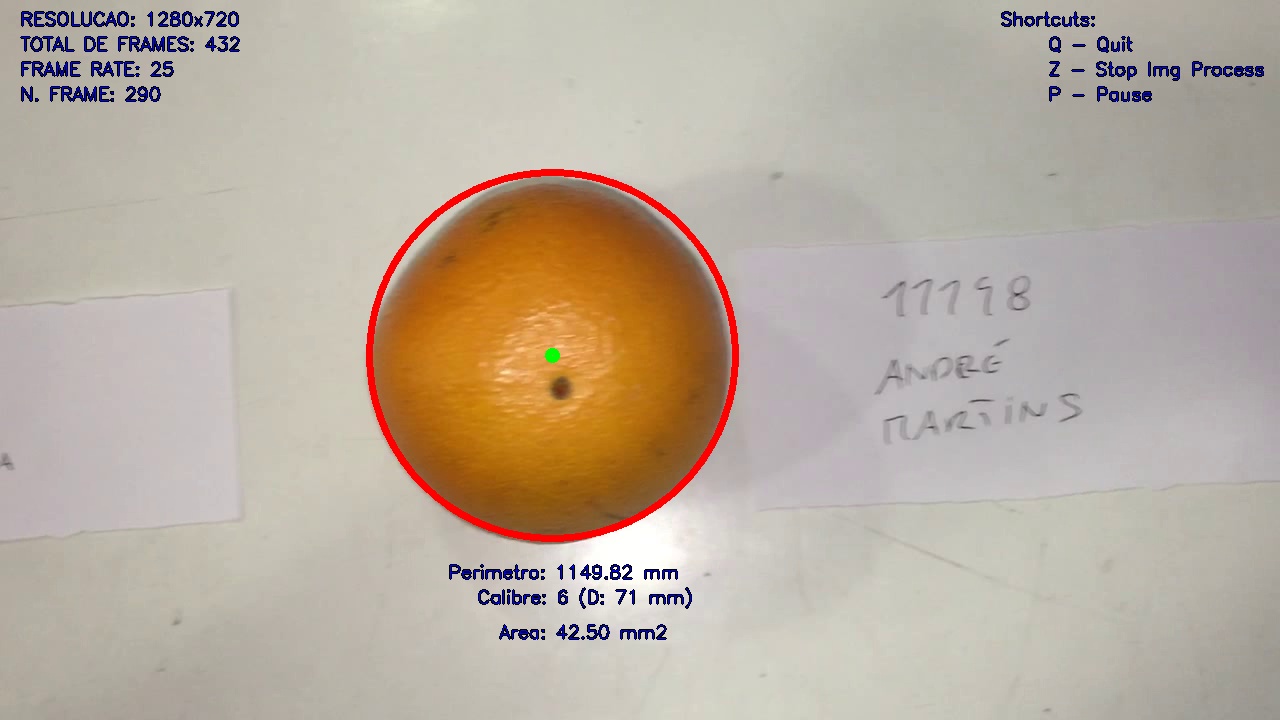 RESOLUCAO: 1280x720
TOTAL DE FRAMES: 432
FRAME RATE: 25
N. FRAME: 290
Shortcuts:
Q - Quit
Z - Stop Img Process
P - Pause
11198
ANDRÉ
MARTINS
A
Perimetro: 1149.82 mm
Calibre: 6 (D: 71 mm)
Area: 42.50 mm2